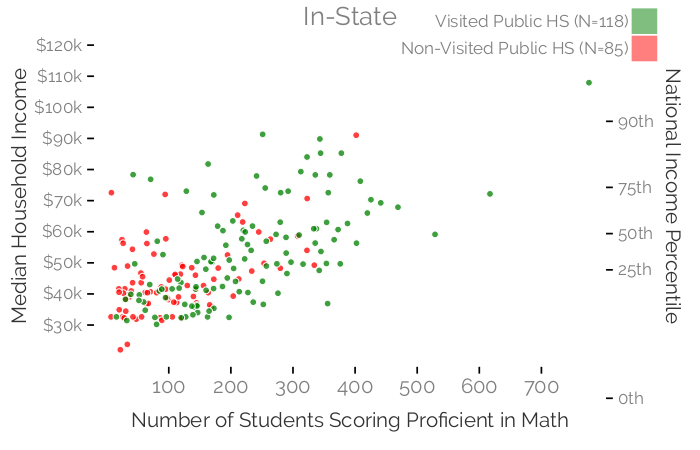 In-State
Visited Public HS (N=118)
Non-Visited Public HS (N=85)
Median Household Income
$120k
$110k
$100k
$90k
$80k
$70k
$60k
$50k
$40k
$30k
National Income Percentile
90th
75th
50th
25th
0th
100 200 300 400 500 600 700
Number of Students Scoring Proficient in Math